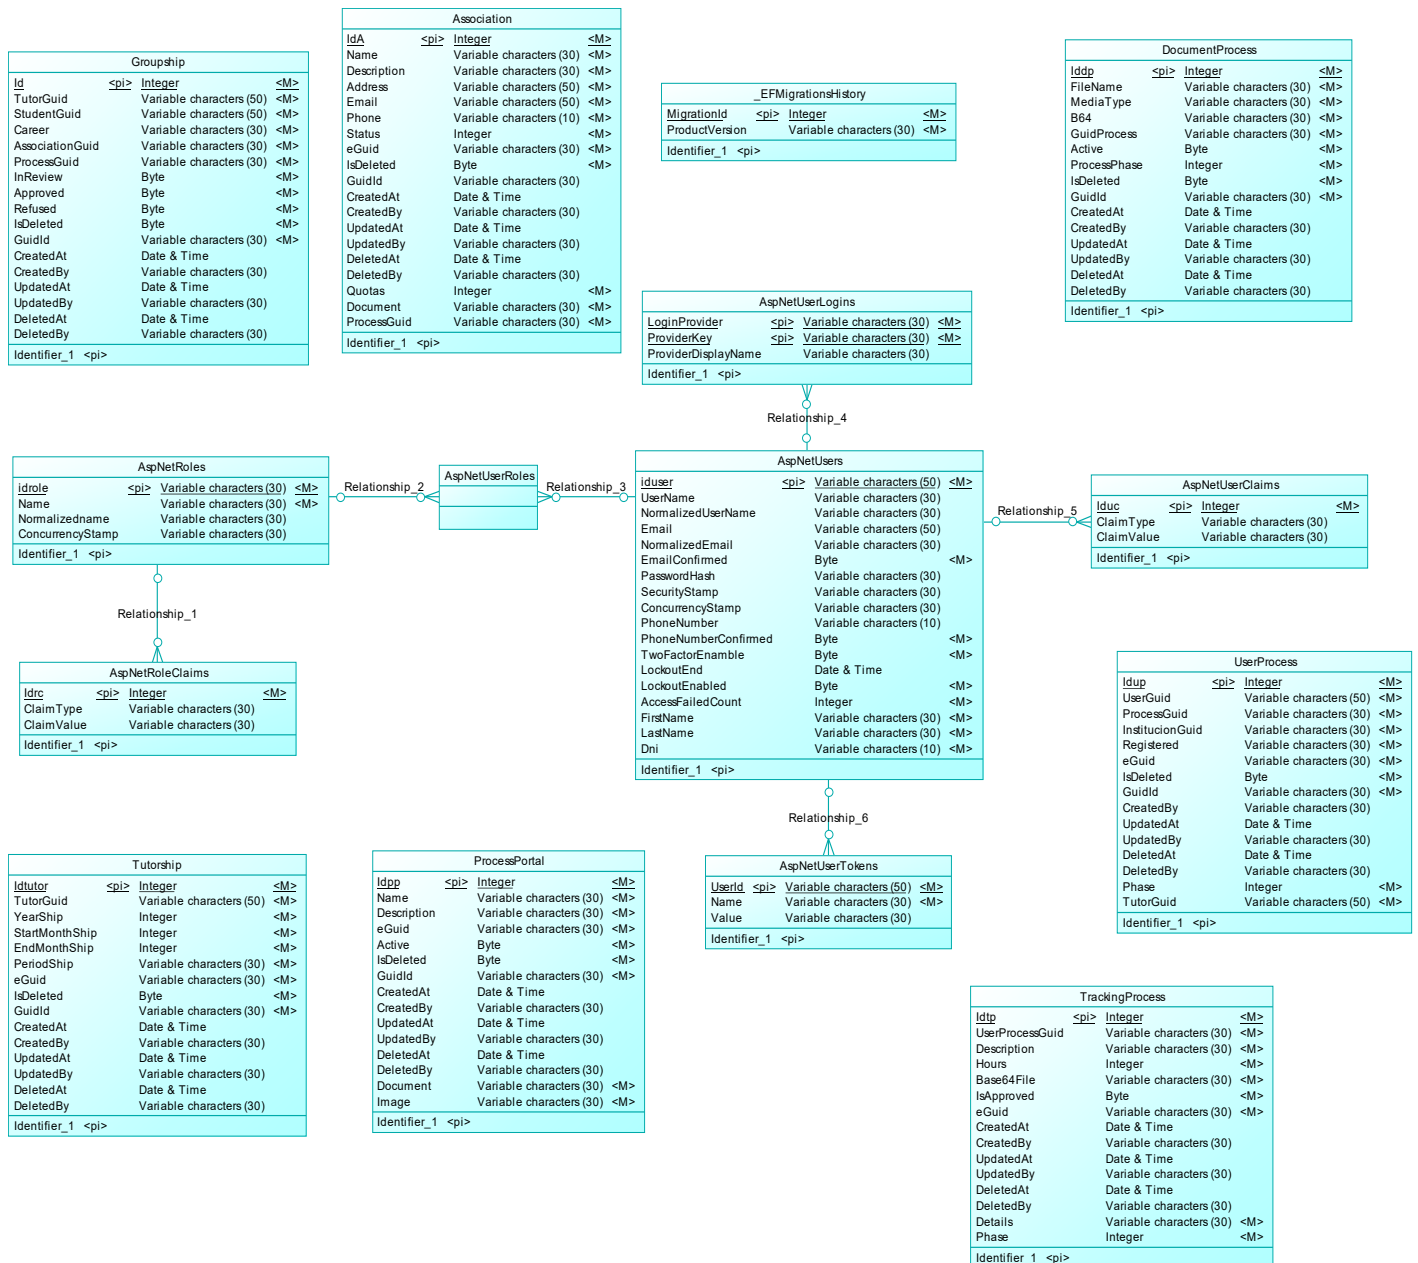 Association
IdA <pi> Integer <M>
Name Variable characters (30) <M>
Description Variable characters (30) <M>
Address Variable characters (50) <M>
Email Variable characters (50) <M>
Phone Variable characters (10) <M>
Status Integer <M>
eGuid Variable characters (30) <M>
IsDeleted Byte <M>
GuidId Variable characters (30)
CreatedAt Date & Time
CreatedBy Variable characters (30)
UpdatedAt Date & Time
UpdatedBy Variable characters (30)
DeletedAt Date & Time
DeletedBy Variable characters (30)
Quotas Integer <M>
Document Variable characters (30) <M>
ProcessGuid Variable characters (30) <M>
Identifier_1 <pi>
Groupship
Id <pi> Integer <M>
TutorGuid Variable characters (50) <M>
StudentGuid Variable characters (50) <M>
Career Variable characters (30) <M>
AssociationGuid Variable characters (30) <M>
ProcessGuid Variable characters (30) <M>
InReview Byte <M>
Approved Byte <M>
Refused Byte <M>
IsDeleted Byte <M>
GuidId Variable characters (30) <M>
CreatedAt Date & Time
CreatedBy Variable characters (30)
UpdatedAt Date & Time
UpdatedBy Variable characters (30)
DeletedAt Date & Time
DeletedBy Variable characters (30)
Identifier_1 <pi>
_EFMigrationsHistory
MigrationId <pi> Integer <M>
ProductVersion Variable characters (30) <M>
Identifier_1 <pi>
DocumentProcess
Iddp <pi> Integer <M>
FileName Variable characters (30) <M>
MediaType Variable characters (30) <M>
B64 Variable characters (30) <M>
GuidProcess Variable characters (30) <M>
Active Byte <M>
ProcessPhase Integer <M>
IsDeleted Byte <M>
GuidId Variable characters (30) <M>
CreatedAt Date & Time
CreatedBy Variable characters (30)
UpdatedAt Date & Time
UpdatedBy Variable characters (30)
DeletedAt Date & Time
DeletedBy Variable characters (30)
Identifier_1 <pi>
AspNetUserLogins
LoginProvider <pi> Variable characters (30) <M>
ProviderKey <pi> Variable characters (30) <M>
ProviderDisplayName Variable characters (30)
Identifier_1 <pi>
Relationship_4
AspNetRoles
idrole <pi> Variable characters (30) <M>
Name Variable characters (30) <M>
Normalizedname Variable characters (30)
ConcurrencyStamp Variable characters (30)
Identifier_1 <pi>
Relationship_2
AspNetUserRoles
Relationship_3
AspNetUsers
iduser <pi> Variable characters (50) <M>
UserName Variable characters (30)
NormalizedUserName Variable characters (30)
Email Variable characters (50)
NormalizedEmail Variable characters (30)
EmailConfirmed Byte <M>
PasswordHash Variable characters (30)
SecurityStamp Variable characters (30)
ConcurrencyStamp Variable characters (30)
PhoneNumber Variable characters (10)
PhoneNumberConfirmed Byte <M>
TwoFactorEnamble Byte <M>
LockoutEnd Date & Time
LockoutEnabled Byte <M>
AccessFailedCount Integer <M>
FirstName Variable characters (30) <M>
LastName Variable characters (30) <M>
Dni Variable characters (10) <M>
Identifier_1 <pi>
Relationship_5
AspNetUserClaims
Iduc <pi> Integer <M>
ClaimType Variable characters (30)
ClaimValue Variable characters (30)
Identifier_1 <pi>
Relationship_1
AspNetRoleClaims
Idrc <pi> Integer <M>
ClaimType Variable characters (30)
ClaimValue Variable characters (30)
Identifier_1 <pi>
UserProcess
Idup <pi> Integer <M>
UserGuid Variable characters (50) <M>
ProcessGuid Variable characters (30) <M>
InstitucionGuid Variable characters (30) <M>
Registered Variable characters (30) <M>
eGuid Variable characters (30) <M>
IsDeleted Byte <M>
GuidId Variable characters (30) <M>
CreatedBy Variable characters (30)
UpdatedAt Date & Time
UpdatedBy Variable characters (30)
DeletedAt Date & Time
DeletedBy Variable characters (30)
Phase Integer <M>
TutorGuid Variable characters (50) <M>
Identifier_1 <pi>
Relationship_6
AspNetUserTokens
UserId <pi> Variable characters (50) <M>
Name Variable characters (30) <M>
Value Variable characters (30)
Identifier_1 <pi>
Tutorship
Idtutor <pi> Integer <M>
TutorGuid Variable characters (50) <M>
YearShip Integer <M>
StartMonthShip Integer <M>
EndMonthShip Integer <M>
PeriodShip Variable characters (30) <M>
eGuid Variable characters (30) <M>
IsDeleted Byte <M>
GuidId Variable characters (30) <M>
CreatedAt Date & Time
CreatedBy Variable characters (30)
UpdatedAt Date & Time
UpdatedBy Variable characters (30)
DeletedAt Date & Time
DeletedBy Variable characters (30)
Identifier_1 <pi>
ProcessPortal
Idpp <pi> Integer <M>
Name Variable characters (30) <M>
Description Variable characters (30) <M>
eGuid Variable characters (30) <M>
Active Byte <M>
IsDeleted Byte <M>
GuidId Variable characters (30) <M>
CreatedAt Date & Time
CreatedBy Variable characters (30)
UpdatedAt Date & Time
UpdatedBy Variable characters (30)
DeletedAt Date & Time
DeletedBy Variable characters (30)
Document Variable characters (30) <M>
Image Variable characters (30) <M>
Identifier_1 <pi>
TrackingProcess
Idtp <pi> Integer <M>
UserProcessGuid Variable characters (30) <M>
Description Variable characters (30) <M>
Hours Integer <M>
Base64File Variable characters (30) <M>
IsApproved Byte <M>
eGuid Variable characters (30) <M>
CreatedAt Date & Time
CreatedBy Variable characters (30)
UpdatedAt Date & Time
UpdatedBy Variable characters (30)
DeletedAt Date & Time
DeletedBy Variable characters (30)
Details Variable characters (30) <M>
Phase Integer <M>
Identifier_1 <pi>